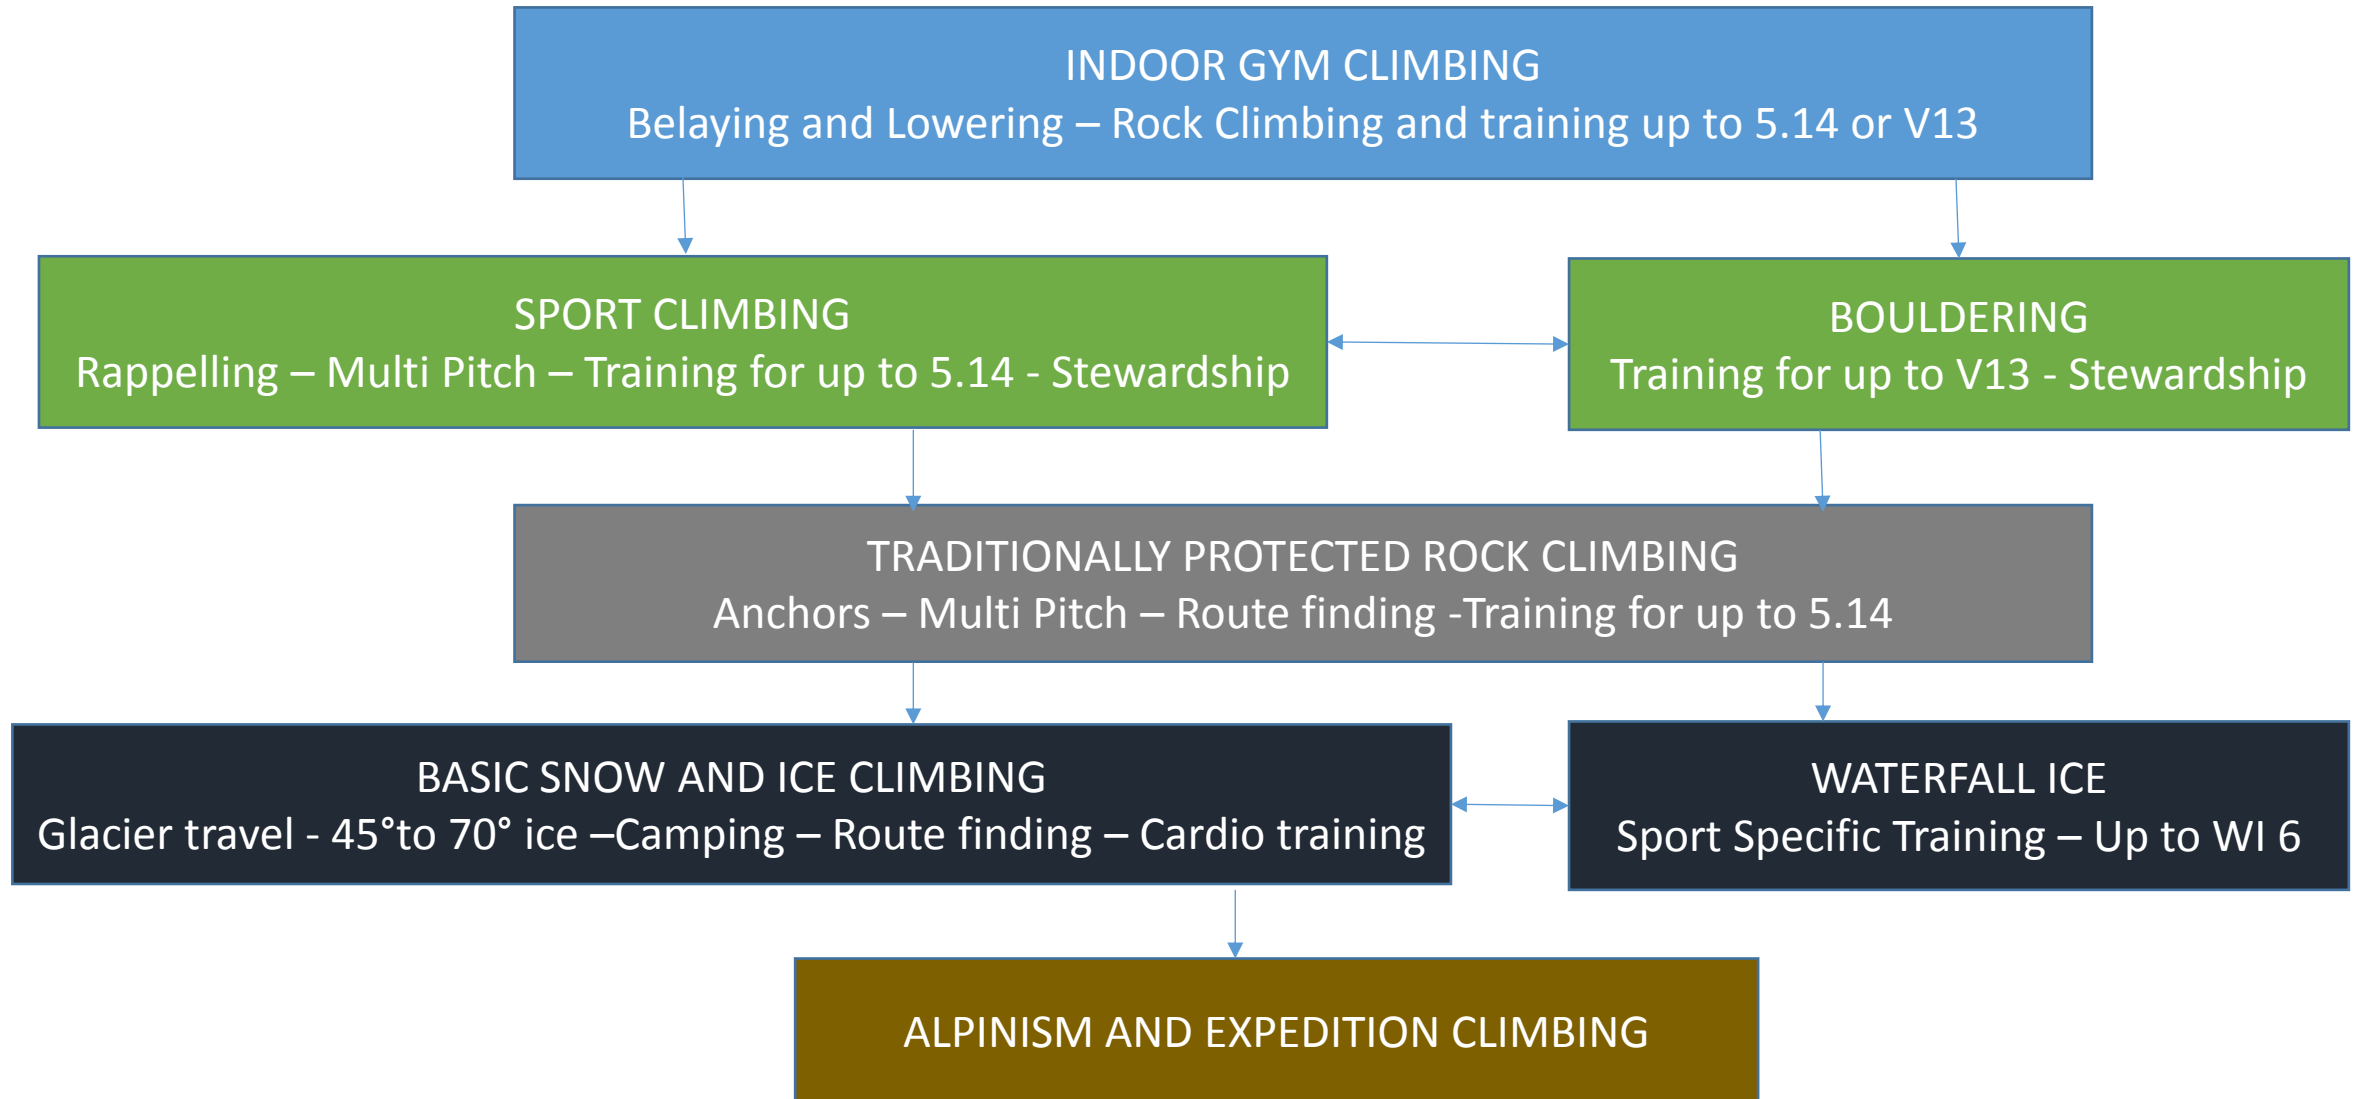 INDOOR GYM CLIMBING
Belaying and Lowering – Rock Climbing and training up to 5.14 or V13
SPORT CLIMBING
Rappelling – Multi Pitch – Training for up to 5.14 - Stewardship
BOULDERING
Training for up to V13 - Stewardship
TRADITIONALLY PROTECTED ROCK CLIMBING
Anchors – Multi Pitch – Route finding -Training for up to 5.14
BASIC SNOW AND ICE CLIMBING
Glacier travel - 45°to 70° ice –Camping – Route finding – Cardio training
WATERFALL ICE
Sport Specific Training – Up to WI 6
ALPINISM AND EXPEDITION CLIMBING